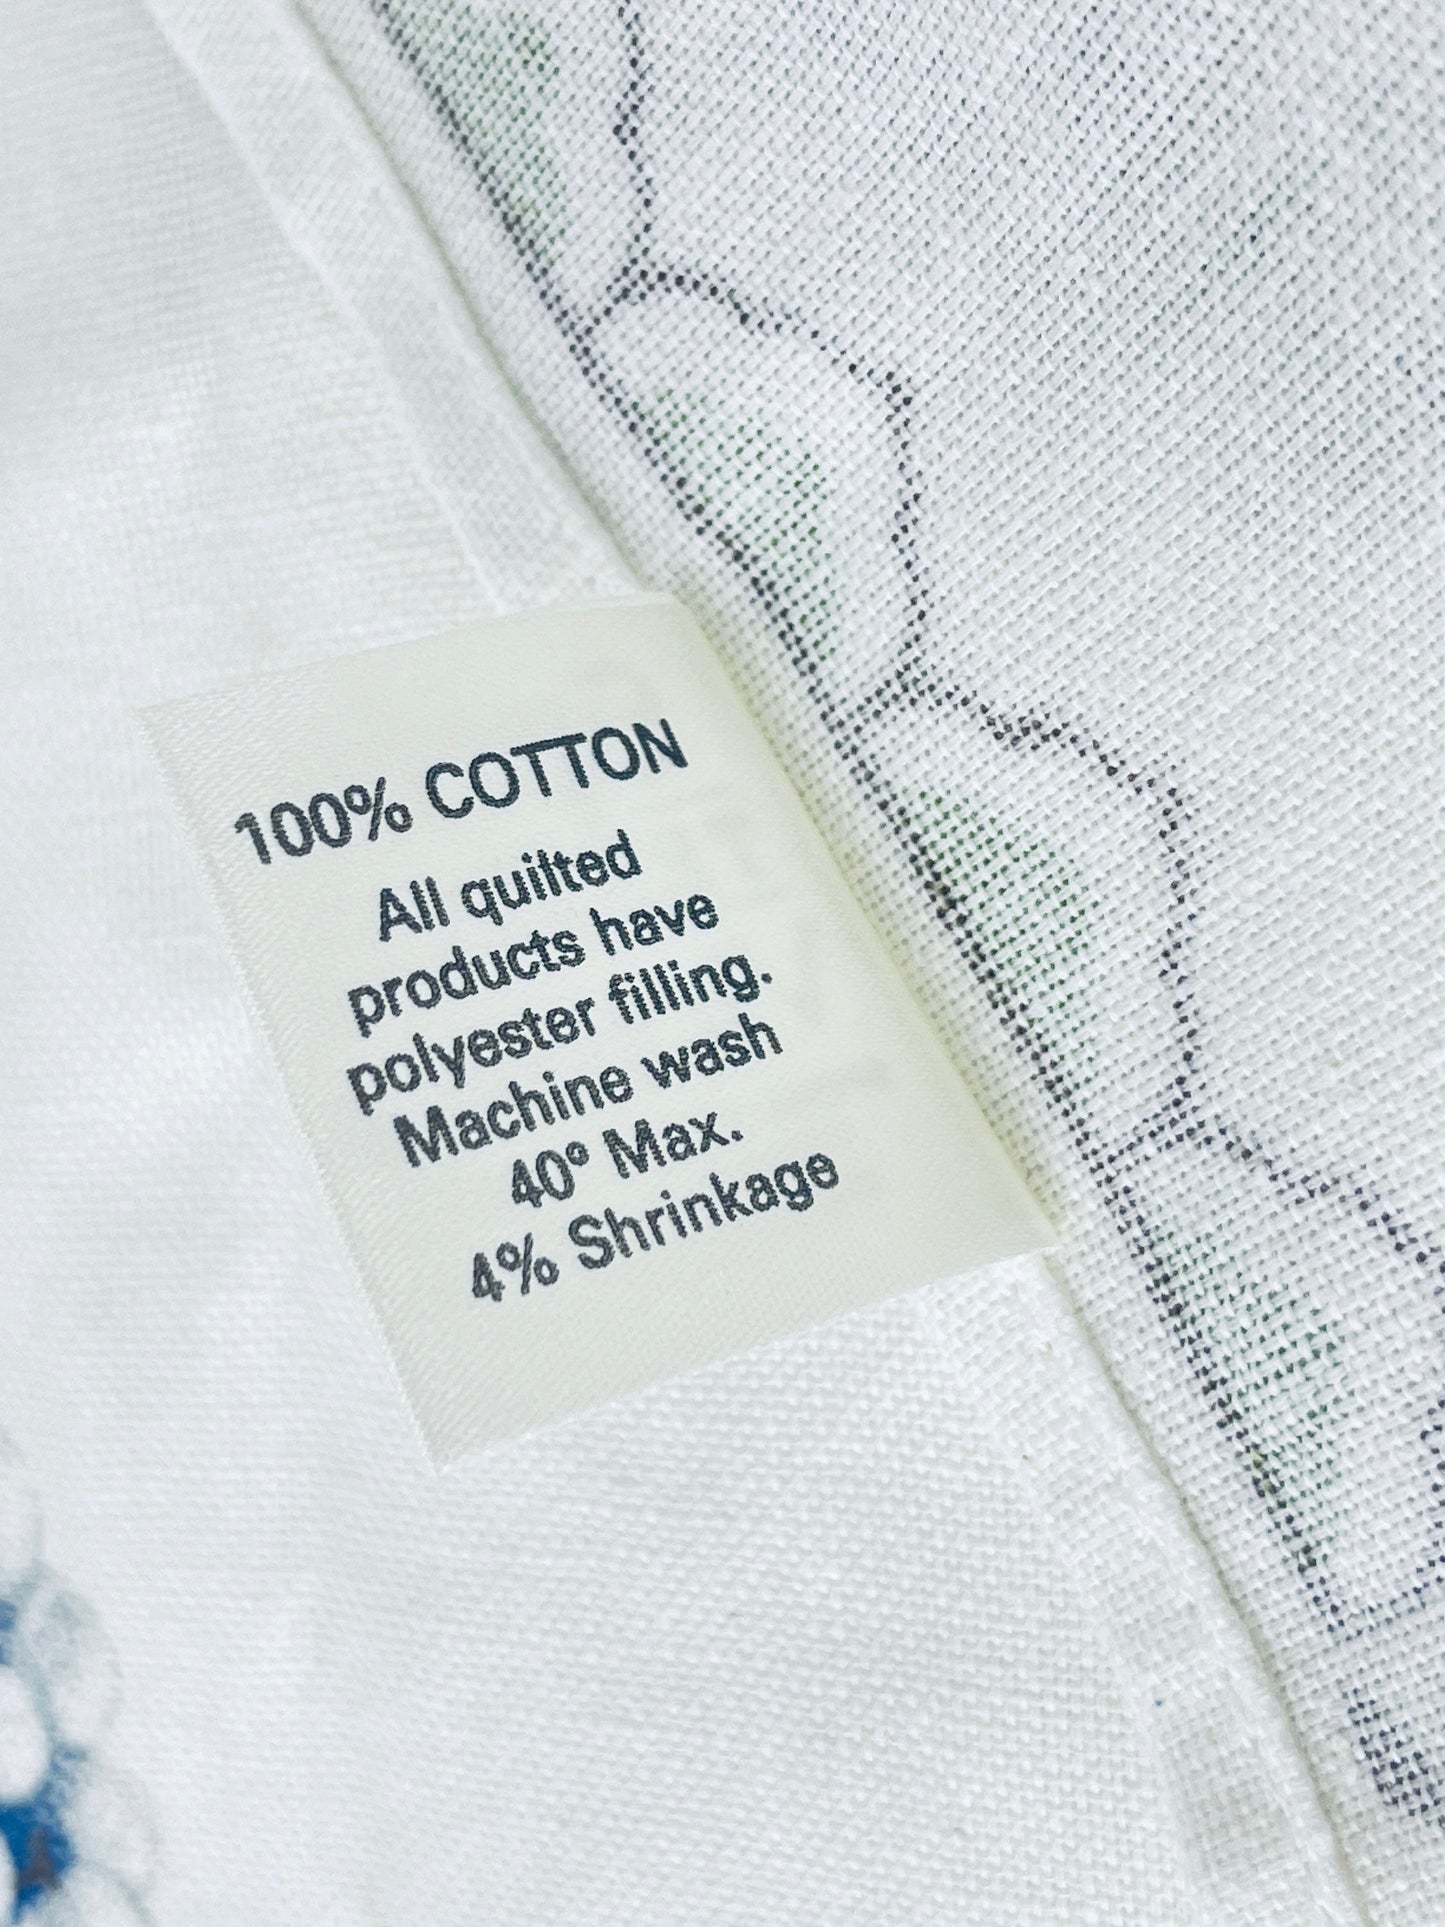 100% COTTON
All quilted
products have
polyester filling.
Machine wash
40° Max.
4% Shrinkage